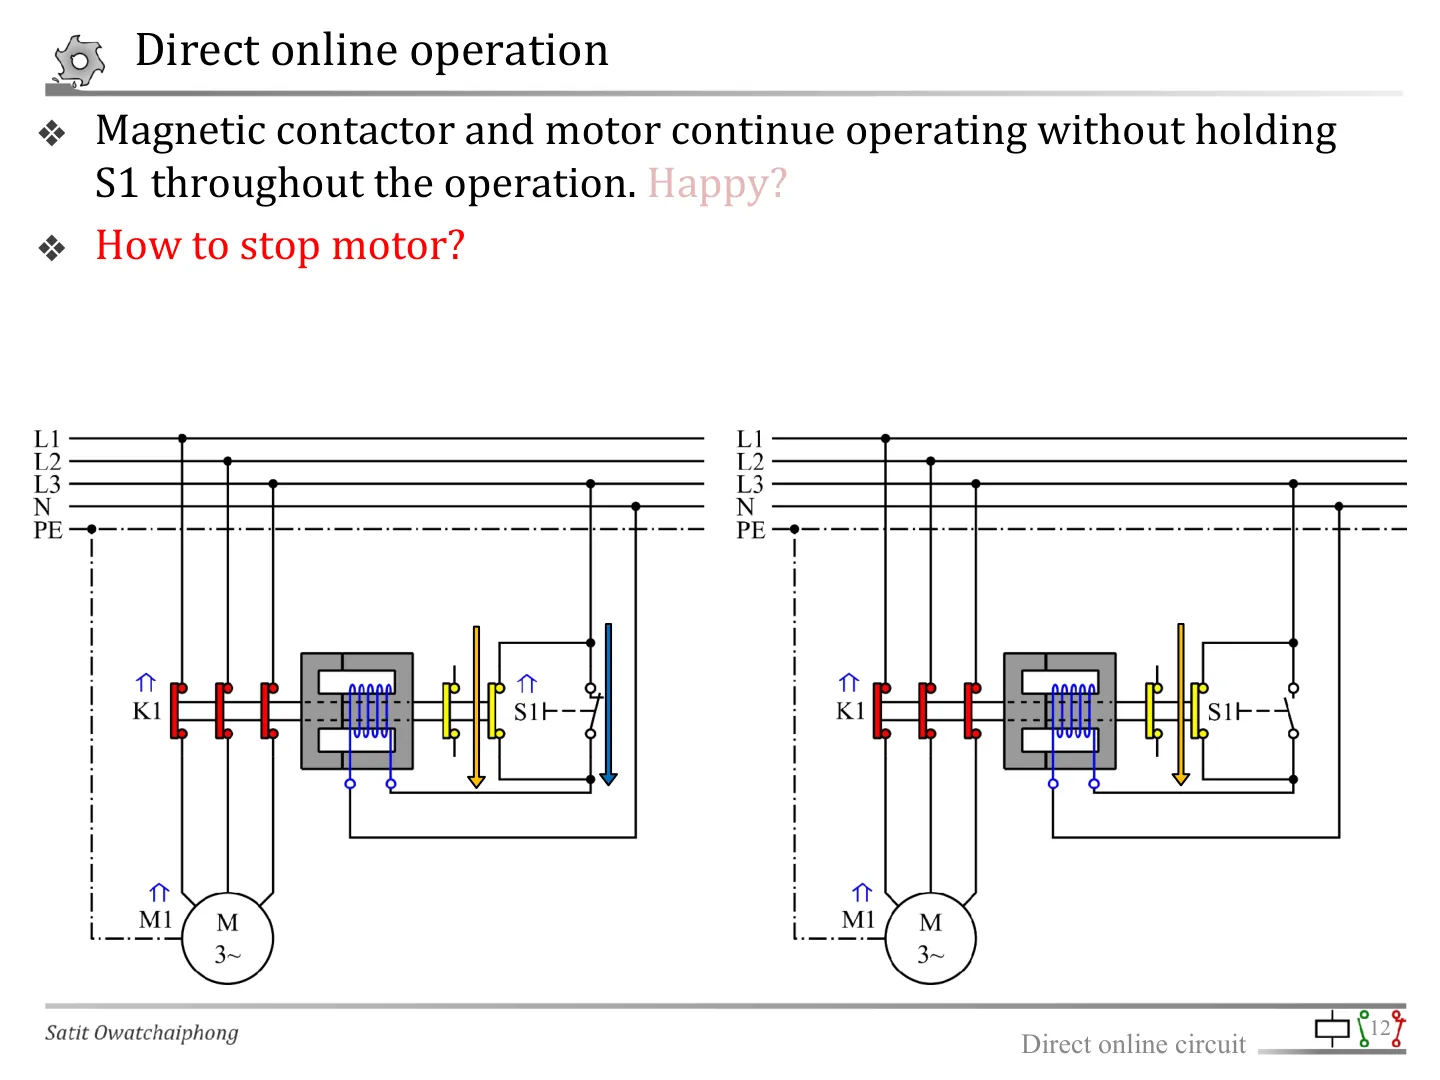 Direct online operation
❖ Magnetic contactor and motor continue operating without holding
S1 throughout the operation. Happy?
❖ How to stop motor?
L1
L2
L3
N
PE
K1
S1
M1
M
3~
L1
L2
L3
N
PE
K1
S1
M1
M
3~
Satit Owatchaiphong
Direct online circuit
12